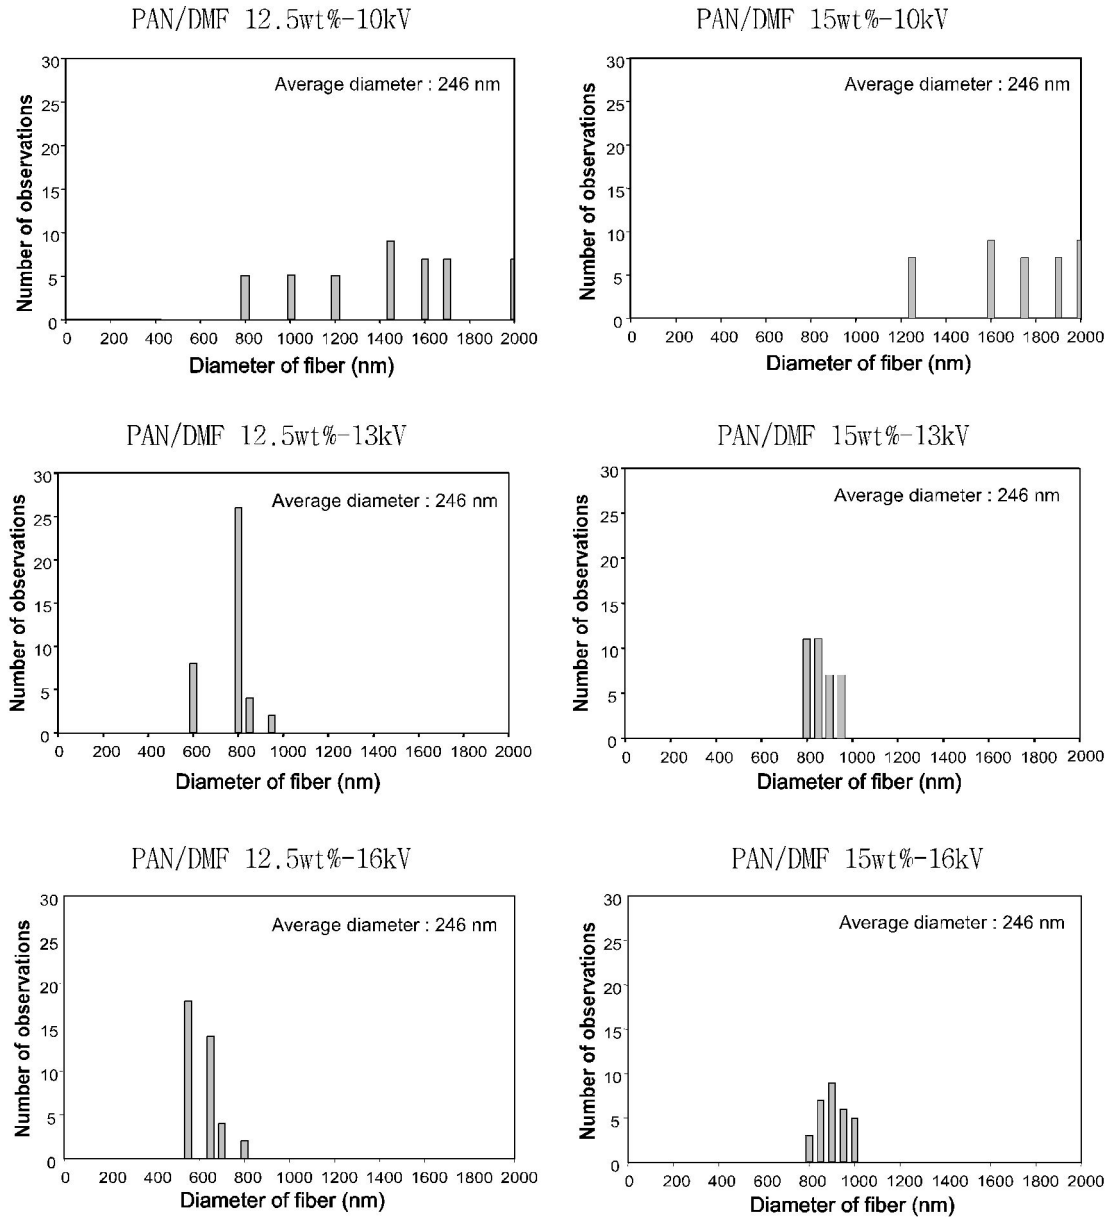 PAN/DMF 12.5wt%-10kV
Average diameter : 246 nm
Number of observations
30
25
20
15
10
5
0
0 200 400 600 800 1000 1200 1400 1600 1800 2000
Diameter of fiber (nm)
PAN/DMF 15wt%-10kV
Average diameter : 246 nm
Number of observations
30
25
20
15
10
5
0
0 200 400 600 800 1000 1200 1400 1600 1800 2000
Diameter of fiber (nm)
PAN/DMF 12.5wt%-13kV
Average diameter : 246 nm
Number of observations
30
25
20
15
10
5
0
0 200 400 600 800 1000 1200 1400 1600 1800 2000
Diameter of fiber (nm)
PAN/DMF 15wt%-13kV
Average diameter : 246 nm
Number of observations
30
25
20
15
10
5
0
0 200 400 600 800 1000 1200 1400 1600 1800 2000
Diameter of fiber (nm)
PAN/DMF 12.5wt%-16kV
Average diameter : 246 nm
Number of observations
30
25
20
15
10
5
0
0 200 400 600 800 1000 1200 1400 1600 1800 2000
Diameter of fiber (nm)
PAN/DMF 15wt%-16kV
Average diameter : 246 nm
Number of observations
30
25
20
15
10
5
0
0 200 400 600 800 1000 1200 1400 1600 1800 2000
Diameter of fiber (nm)